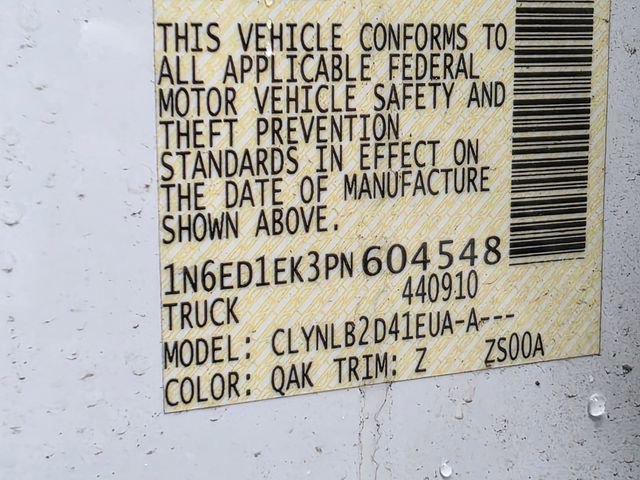 THIS VEHICLE CONFORMS TO
ALL APPLICABLE FEDERAL
MOTOR VEHICLE SAFETY AND
THEFT PREVENTION
STANDARDS IN EFFECT ON
THE DATE OF MANUFACTURE
SHOWN ABOVE.
1N6ED1EK3PN604548
TRUCK 440910
MODEL: CLYNLB2D41EUA-A---
COLOR: QAK TRIM: Z ZS00A